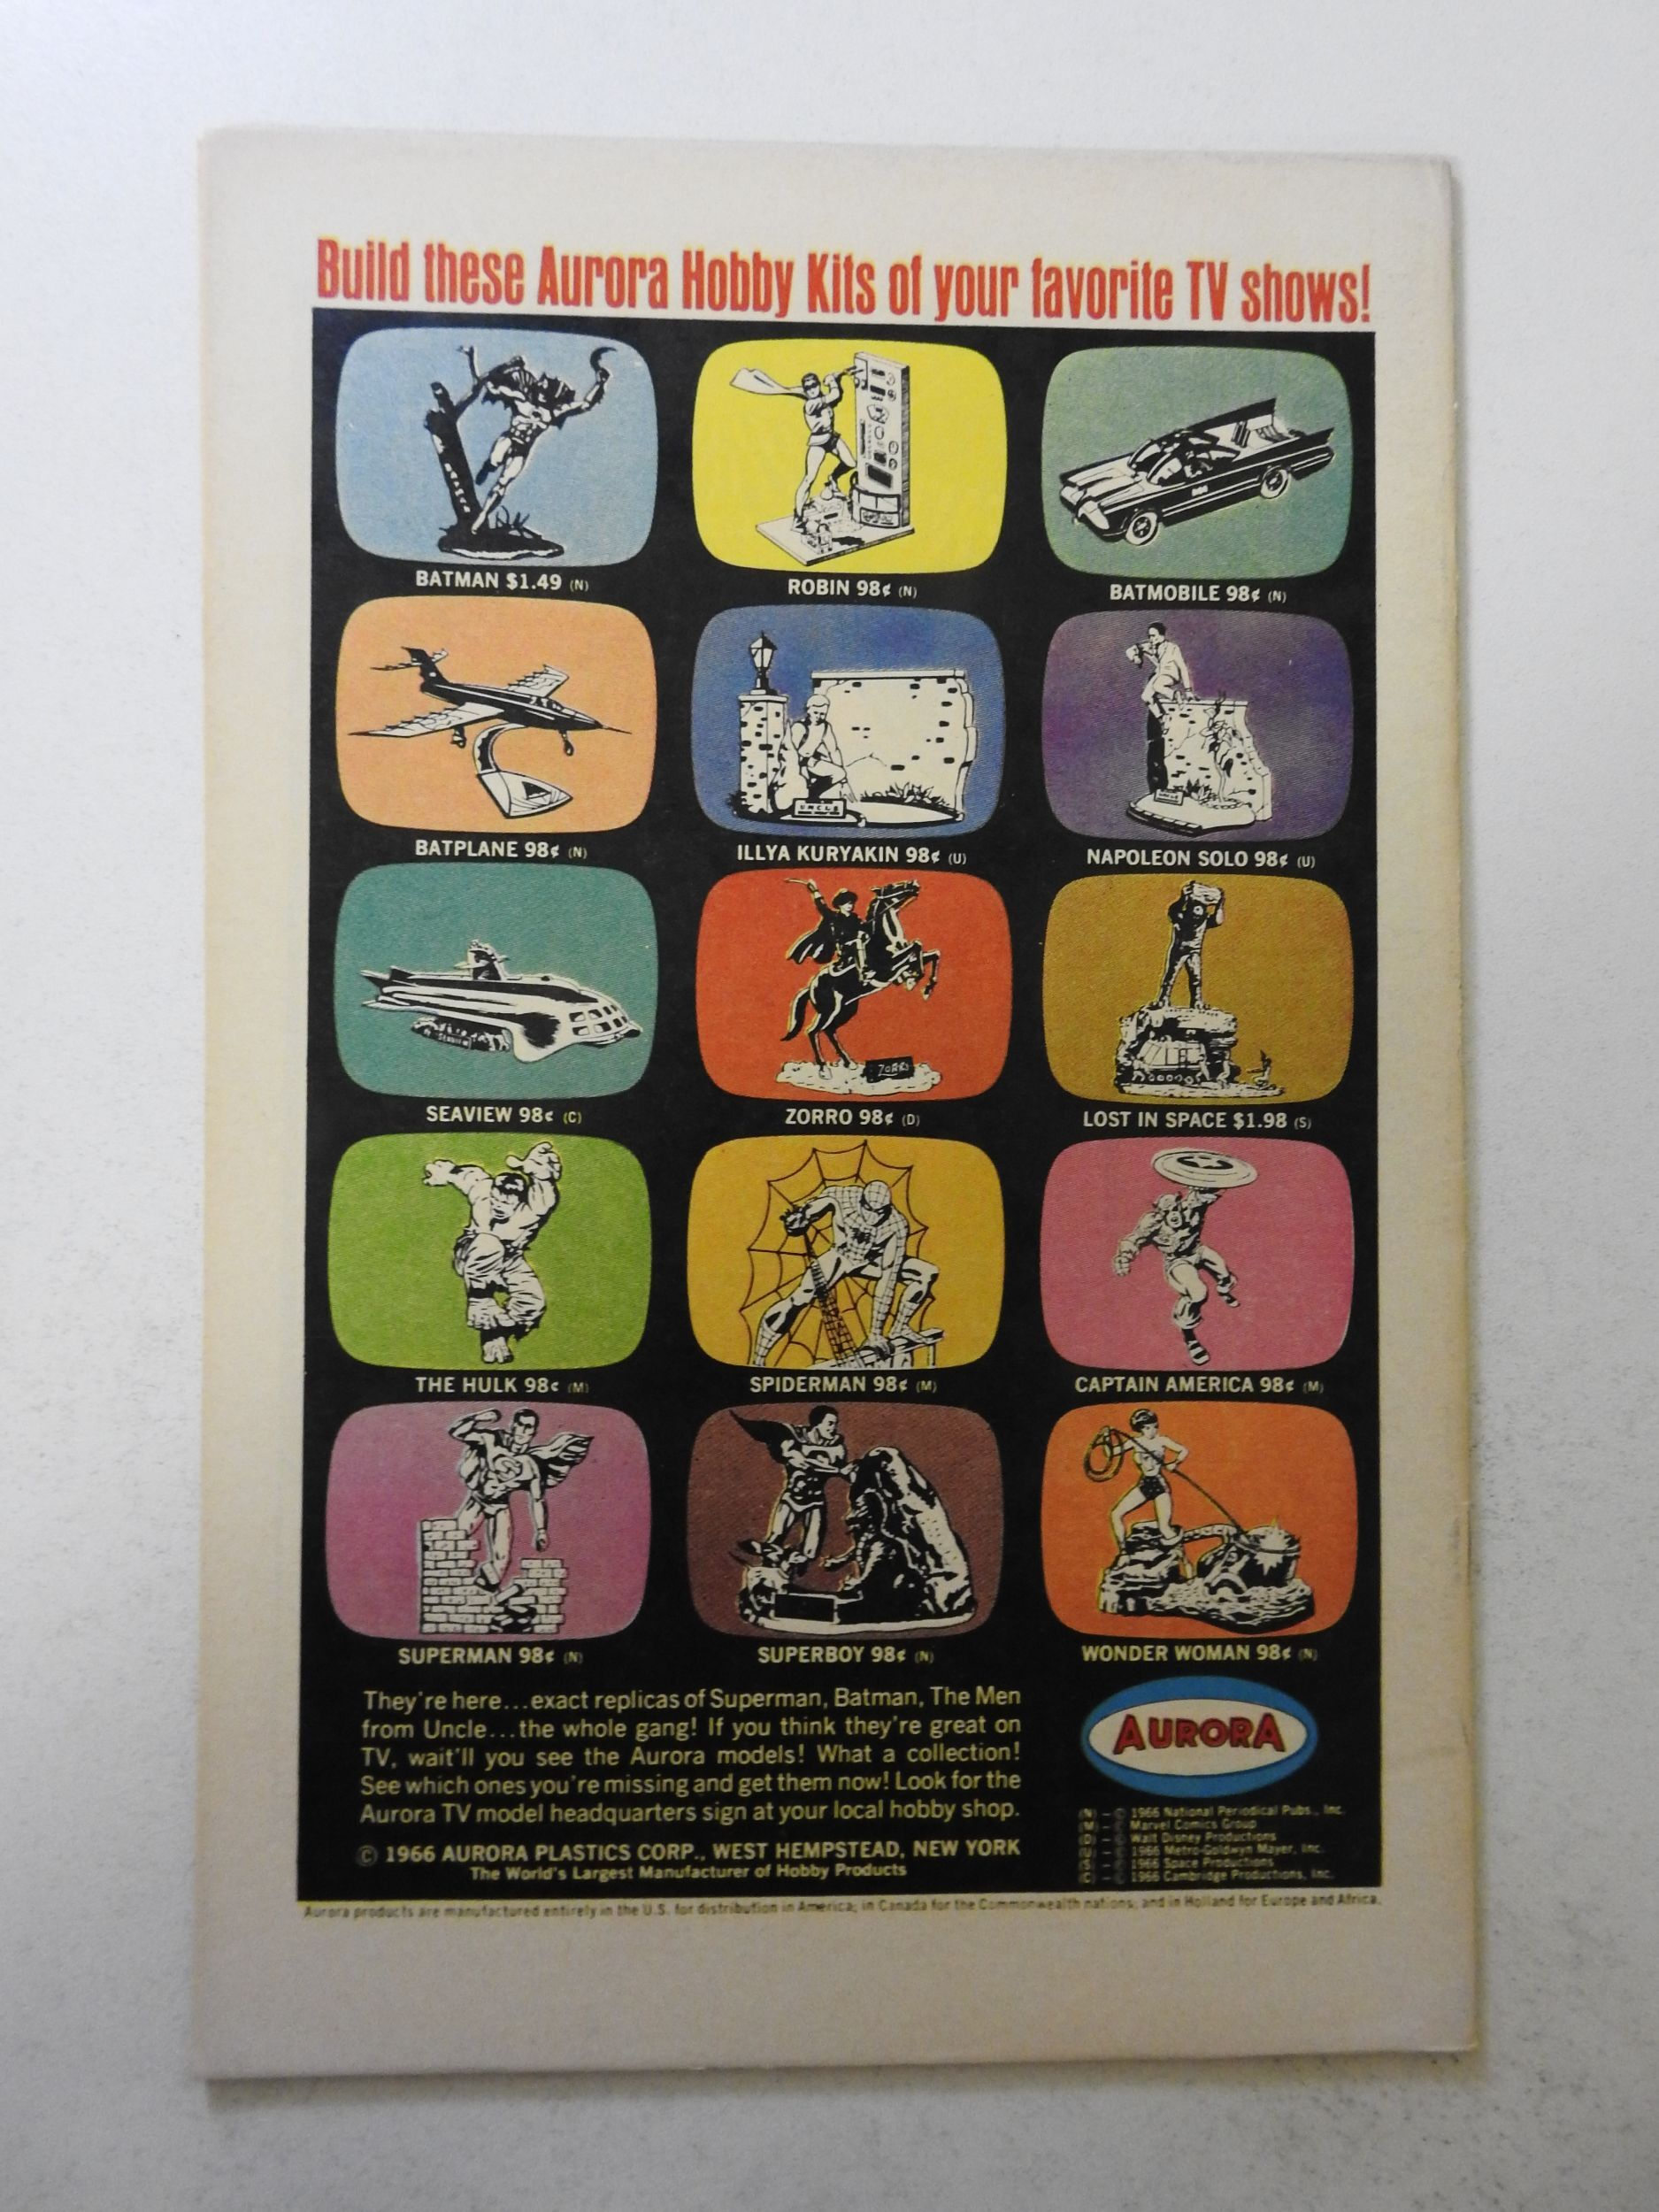 Build these Aurora Hobby Kits of your favorite TV shows!
BATMAN $1.49 (N)
ROBIN 98¢ (N)
BATMOBILE 98¢ (N)
BATPLANE 98¢ (N)
UNCLE
ILLYA KURYAKIN 98¢ (U)
NAPOLEON SOLO 98¢ (U)
SEAVIEW
SEAVIEW 98¢ (C)
ZORRO
ZORRO 98¢ (D)
LOST IN SPACE $1.98 (S)
THE HULK 98¢ (M)
SPIDERMAN 98¢ (M)
CAPTAIN AMERICA 98¢ (M)
SUPERMAN 98¢ (N)
SUPERBOY 98¢ (N)
WONDER WOMAN 98¢ (N)
They're here...exact replicas of Superman, Batman, The Men
from Uncle...the whole gang! If you think they're great on
TV, wait'll you see the Aurora models! What a collection!
See which ones you're missing and get them now! Look for the
Aurora TV model headquarters sign at your local hobby shop.
© 1966 AURORA PLASTICS CORP., WEST HEMPSTEAD, NEW YORK
The World's Largest Manufacturer of Hobby Products
AURORA
(N) – © 1966 National Periodical Pubs., Inc.
(M) – © Marvel Comics Group
(D) – © Walt Disney Productions
(U) – © 1966 Metro-Goldwyn Mayer, Inc.
(S) – © 1966 Space Productions
(C) – © 1966 Cambridge Productions, Inc.
Aurora products are manufactured entirely in the U.S. for distribution in America; in Canada for the Commonwealth nations; and in Holland for Europe and Africa.